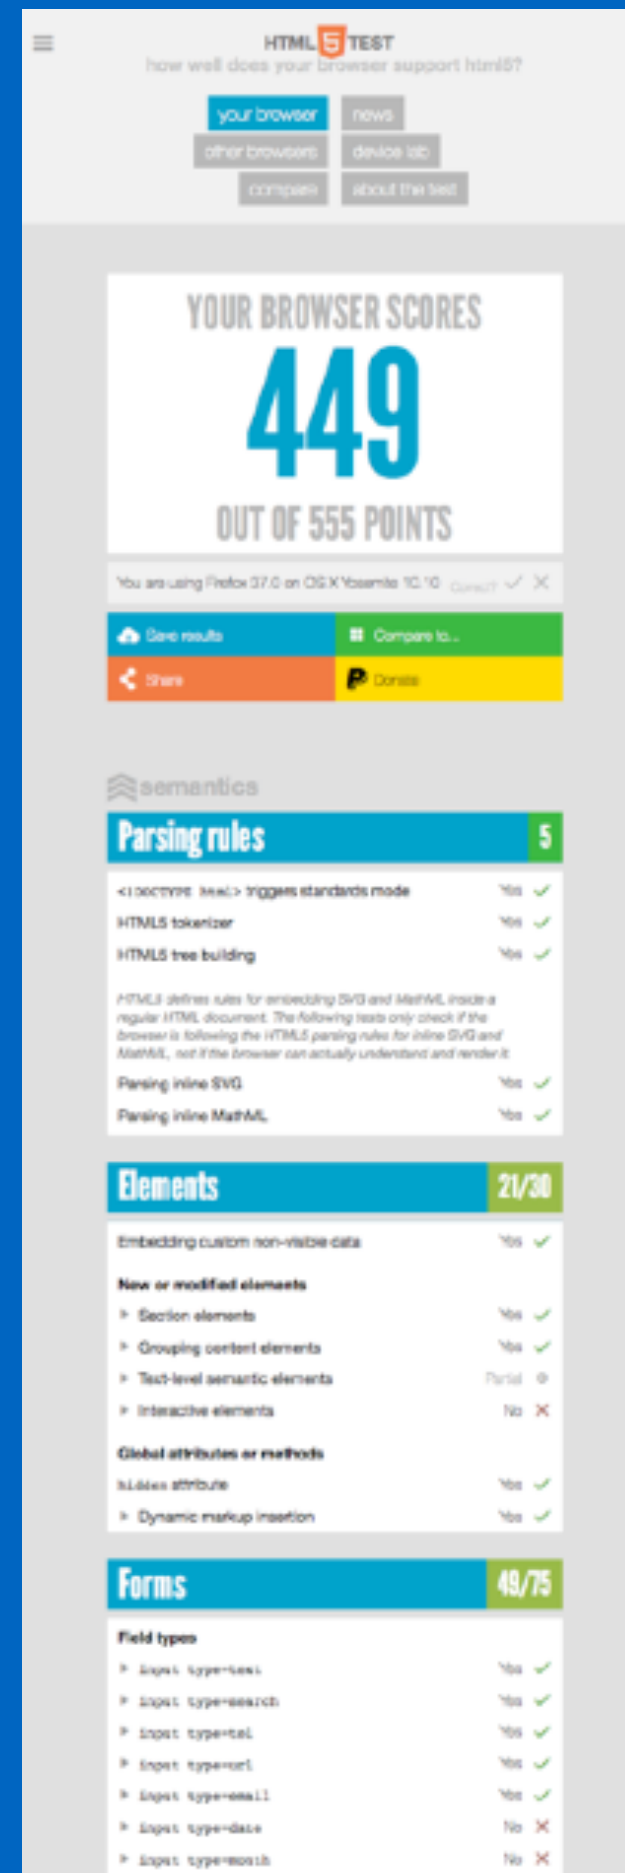 HTML 5 TEST
how well does your browser support html5?
your browser
news
other browsers
device lab
compare
about the test
YOUR BROWSER SCORES
449
OUT OF 555 POINTS
You are using Firefox 37.0 on OS X Yosemite 10.10 Correct?
Save results
Compare to...
Share
Donate
semantics
Parsing rules 5
<!DOCTYPE html> triggers standards mode Yes
HTML5 tokenizer Yes
HTML5 tree building Yes
HTML5 defines rules for embedding SVG and MathML inside a
regular HTML document. The following tests only check if the
browser is following the HTML5 parsing rules for inline SVG and
MathML, not if the browser can actually understand and render it.
Parsing inline SVG Yes
Parsing inline MathML Yes
Elements 21/30
Embedding custom non-visible data Yes
New or modified elements
Section elements Yes
Grouping content elements Yes
Text-level semantic elements Partial
Interactive elements No
Global attributes or methods
hidden attribute Yes
Dynamic markup insertion Yes
Forms 49/75
Field types
input type=text Yes
input type=search Yes
input type=tel Yes
input type=url Yes
input type=email Yes
input type=date No
input type=month No